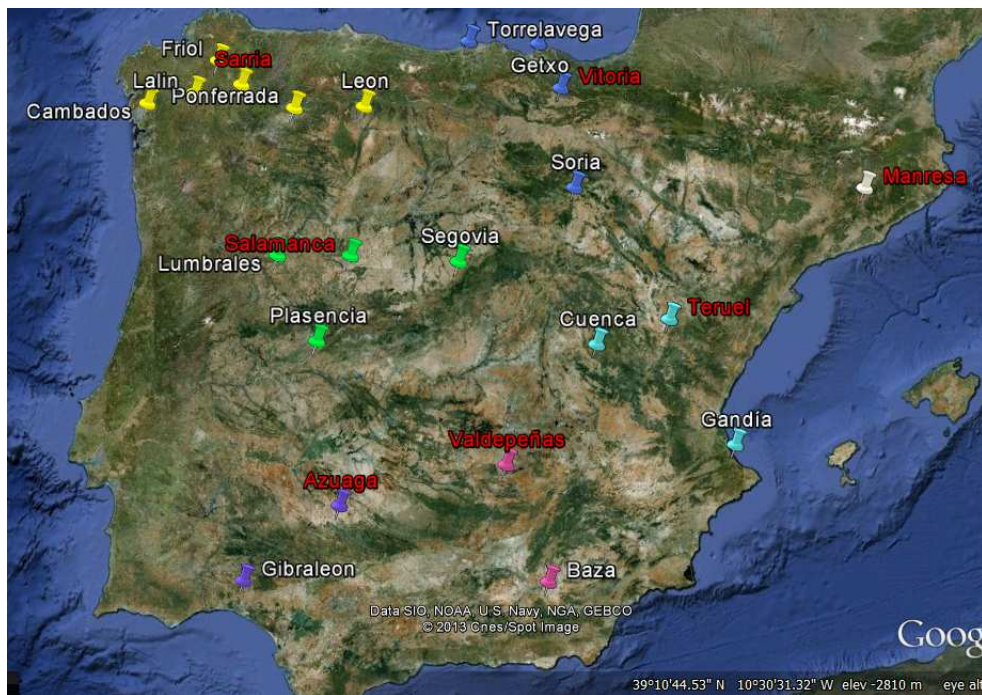 Torrelavega
Friol
Sarria
Getxo
Vitoria
Lalin
Ponferrada
Leon
Cambados
Soria
Manresa
Salamanca
Segovia
Lumbrales
Plasencia
Cuenca
Teruel
Gandía
Valdepeñas
Azuaga
Gibraleon
Baza
Data SIO, NOAA, U.S. Navy, NGA, GEBCO
© 2013 Cnes/Spot Image
Goog
39°10'44.53" N 10°30'31.32" W elev -2810 m eye alt